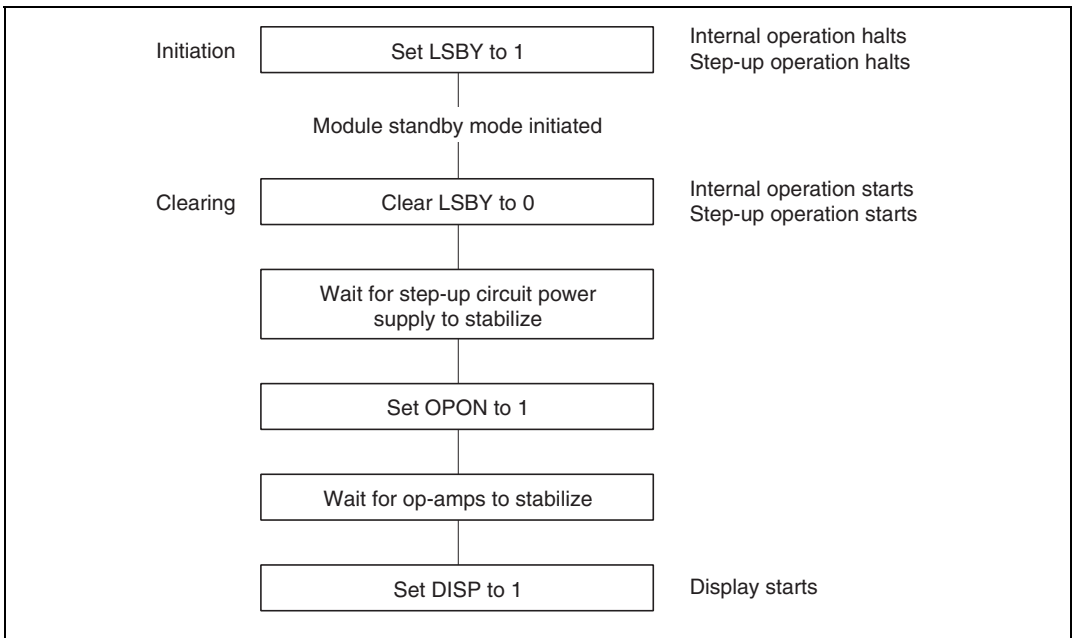 Initiation
Set LSBY to 1
Internal operation halts
Step-up operation halts
Module standby mode initiated
Clearing
Clear LSBY to 0
Internal operation starts
Step-up operation starts
Wait for step-up circuit power
supply to stabilize
Set OPON to 1
Wait for op-amps to stabilize
Set DISP to 1
Display starts